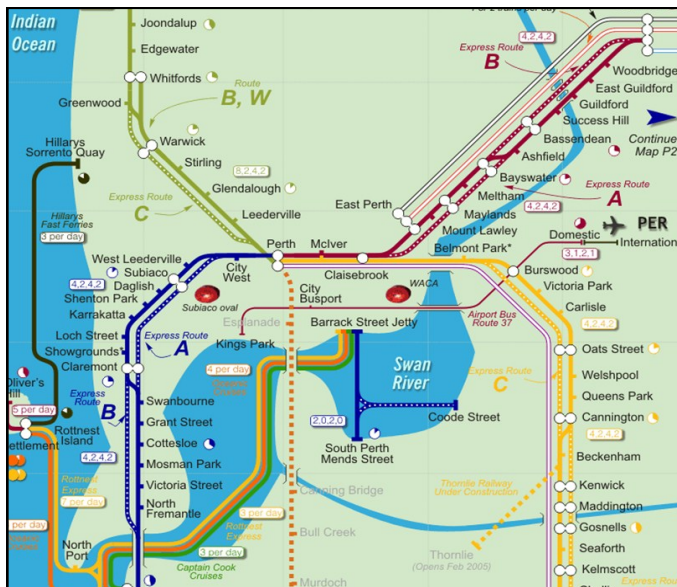 Indian
Ocean
Joondalup
Edgewater
Whitfords
Greenwood
Route
B, W
Warwick
Stirling
8,2,4,2
Glendalough
Express Route
C
Leederville
Hillarys
Sorrento Quay
Hillarys
Fast Ferries
3 per day
4,2,4,2
Express Route
B
Woodbridge
East Guildford
Guildford
Success Hill
Bassendean
Continue
Map P2
Ashfield
Bayswater
Meltham
Express Route
A
4,2,4,2
Maylands
Mount Lawley
East Perth
Belmont Park*
PER
Domestic
Internation
3,1,2,1
Perth
McIver
Claisebrook
West Leederville
Subiaco
Daglish
City
West
4,2,4,2
Shenton Park
Karrakatta
Subiaco oval
City
Busport
WACA
Burswood
Victoria Park
Carlisle
4,2,4,2
Airport Bus
Route 37
Esplanade
Kings Park
Barrack Street Jetty
Loch Street
Showgrounds*
Claremont
Express Route
A
4 per day
Swan
River
Oats Street
Express Route
C
Welshpool
Queens Park
Oliver's
Hill
5 per day
Rottnest
Island
ettlement
Express
Route
B
Swanbourne
Grant Street
Cottesloe
4,2,4,2
Mosman Park
Victoria Street
North
Fremantle
2,0,2,0
Coode Street
South Perth
Mends Street
Cannington
4,2,4,2
Beckenham
Thornlie Railway
Under Construction
Kenwick
Maddington
Gosnells
Seaforth
Kelmscott
Express Route
Rottnest
Express
7 per day
per day
North
Port
3 per day
Rottnest
Express
3 per day
Captain Cook
Cruises
Canning Bridge
Bull Creek
Murdoch
Thornlie
(Opens Feb 2005)